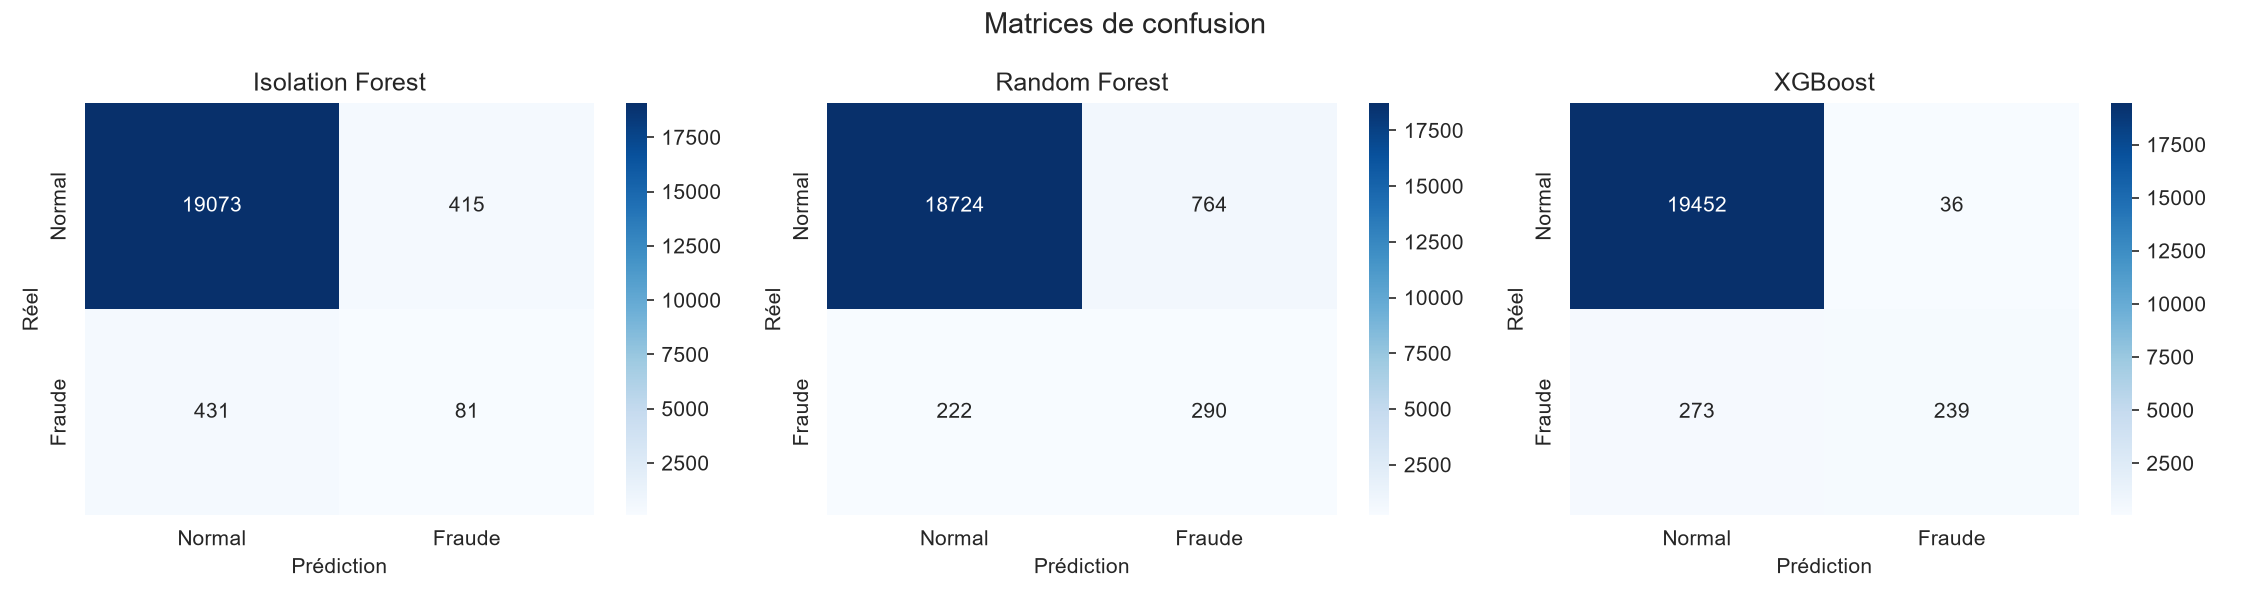 Matrices de confusion
Isolation Forest
Normal
Fraude
Réel
19073
415
431
81
Normal
Fraude
Prédiction
17500
15000
12500
10000
7500
5000
2500
Random Forest
Normal
Fraude
Réel
18724
764
222
290
Normal
Fraude
Prédiction
17500
15000
12500
10000
7500
5000
2500
XGBoost
Normal
Fraude
Réel
19452
36
273
239
Normal
Fraude
Prédiction
17500
15000
12500
10000
7500
5000
2500